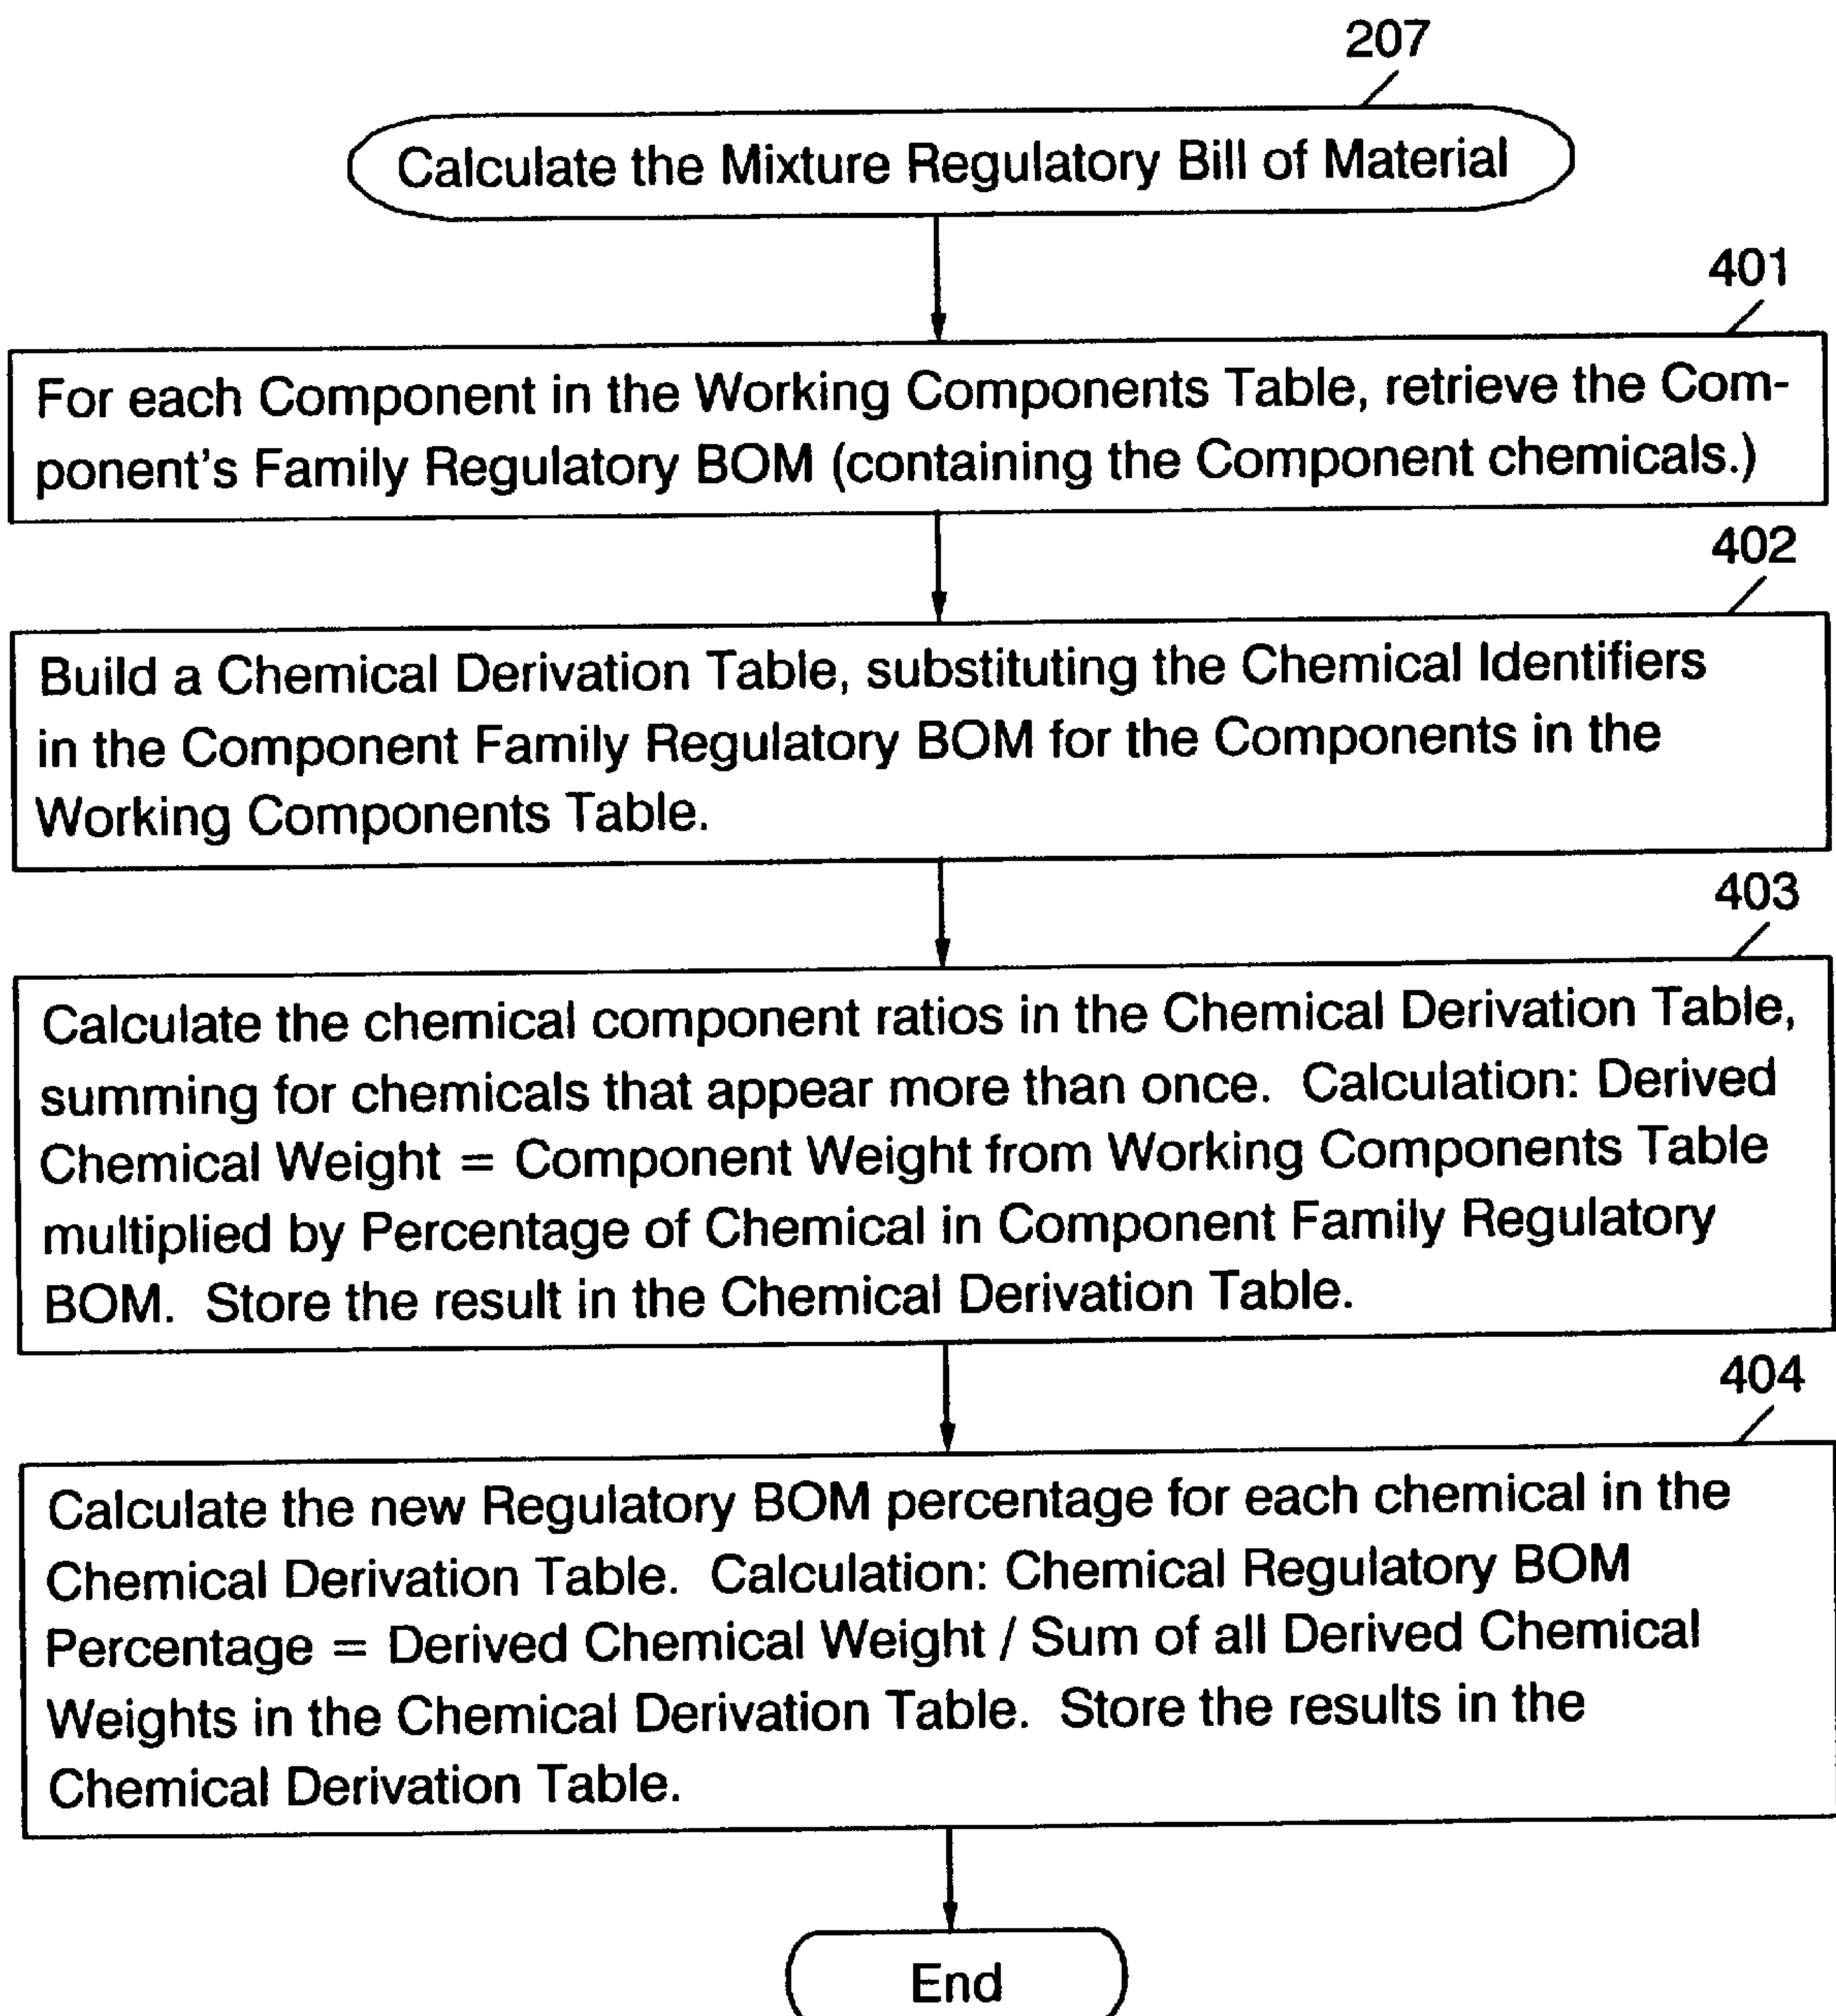 207
Calculate the Mixture Regulatory Bill of Material
401
For each Component in the Working Components Table, retrieve the Com-
ponent's Family Regulatory BOM (containing the Component chemicals.)
402
Build a Chemical Derivation Table, substituting the Chemical Identifiers
in the Component Family Regulatory BOM for the Components in the
Working Components Table.
403
Calculate the chemical component ratios in the Chemical Derivation Table,
summing for chemicals that appear more than once. Calculation: Derived
Chemical Weight = Component Weight from Working Components Table
multiplied by Percentage of Chemical in Component Family Regulatory
BOM. Store the result in the Chemical Derivation Table.
404
Calculate the new Regulatory BOM percentage for each chemical in the
Chemical Derivation Table. Calculation: Chemical Regulatory BOM
Percentage = Derived Chemical Weight / Sum of all Derived Chemical
Weights in the Chemical Derivation Table. Store the results in the
Chemical Derivation Table.
End